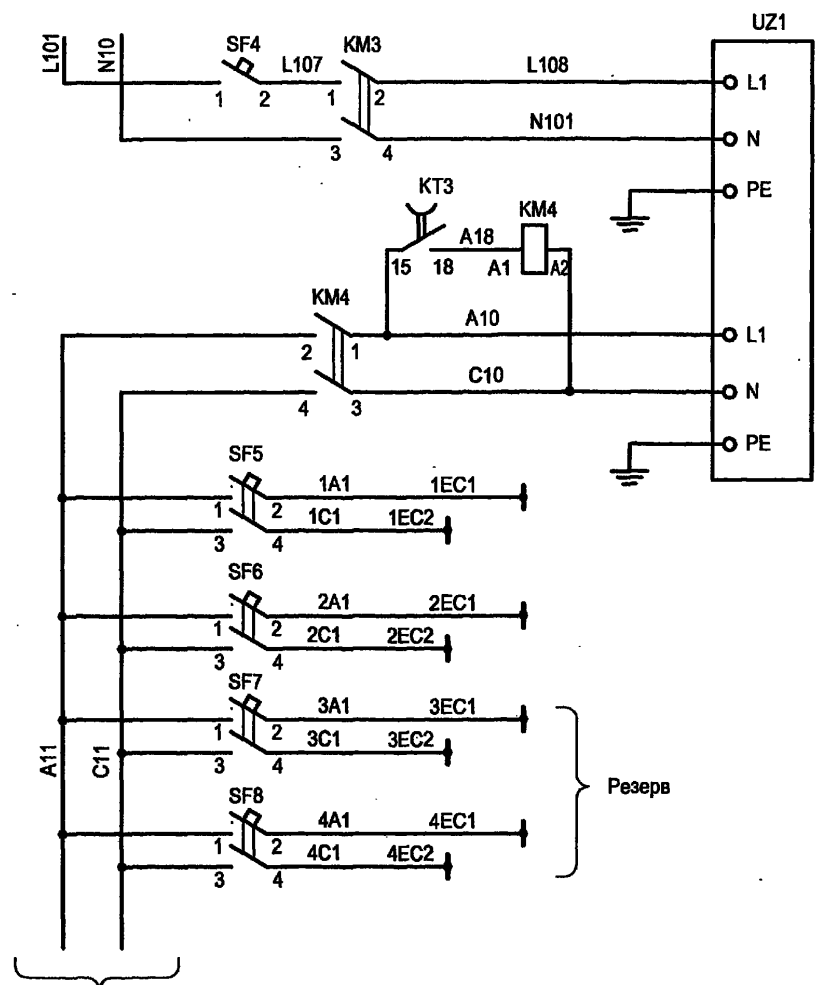 UZ1
L101
N10
SF4
L107
KM3
L108
L1
1
2
1
2
N101
N
3
4
PE
KT3
KM4
A18
15
18
A1
A2
KM4
A10
L1
2
1
C10
N
4
3
PE
SF5
1A1
1EC1
1
2
1C1
1EC2
3
4
SF6
2A1
2EC1
1
2
2C1
2EC2
3
4
SF7
3A1
3EC1
1
2
3C1
3EC2
3
4
A11
C11
Резерв
SF8
4A1
4EC1
1
2
4C1
4EC2
3
4